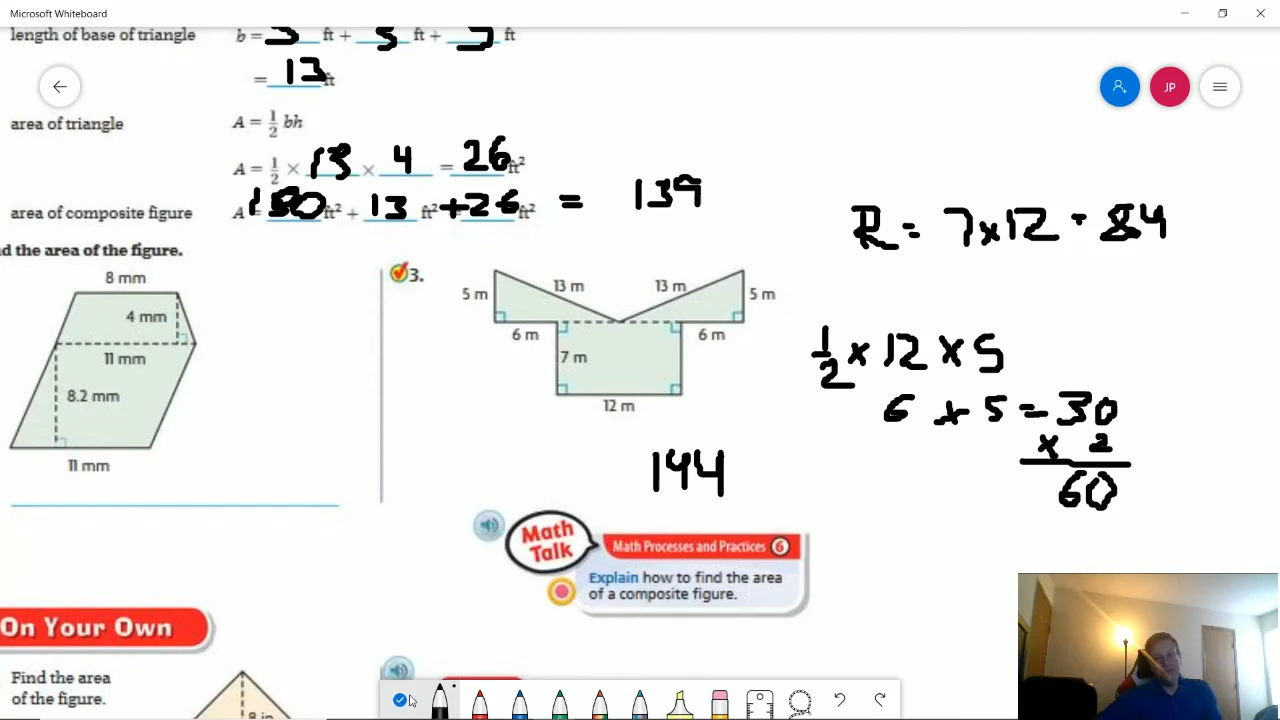 Microsoft Whiteboard
length of base of triangle b = 5 ft + 5 ft + 3 ft
= 13 ft
JP
area of triangle A = 1/2 bh
A = 1/2 × 13 × 4 = 26 ft²
area of composite figure ft² + 13 ft² + 26 ft² = 139
R = 7 x 12 = 84
d the area of the figure.
8 mm
4 mm
11 mm
8.2 mm
11 mm
3.
5 m 13 m 13 m 5 m
6 m 6 m
7 m
12 m
1/2 x 12 x 5
6 x 5 = 30
x 2
60
144
Math Talk
Math Processes and Practices 6
Explain how to find the area
of a composite figure.
On Your Own
Find the area
of the figure.
8 in